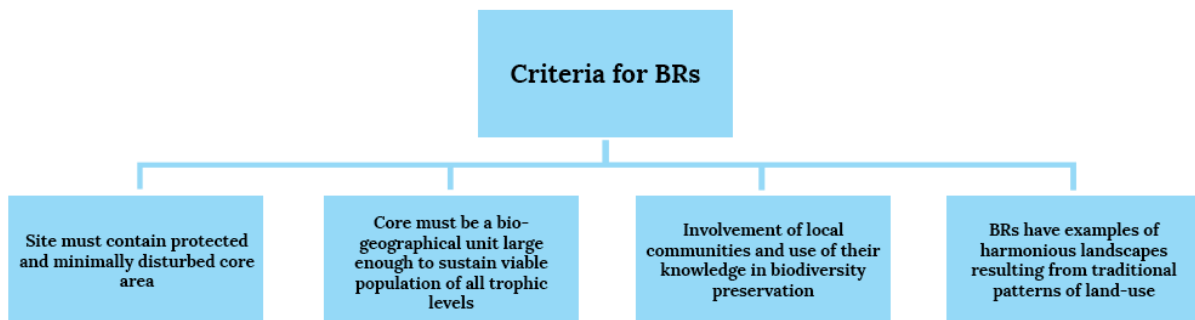 Criteria for BRs
Site must contain protected
and minimally disturbed core
area
Core must be a bio-
geographical unit large
enough to sustain viable
population of all trophic
levels
Involvement of local
communities and use of their
knowledge in biodiversity
preservation
BRs have examples of
harmonious landscapes
resulting from traditional
patterns of land-use